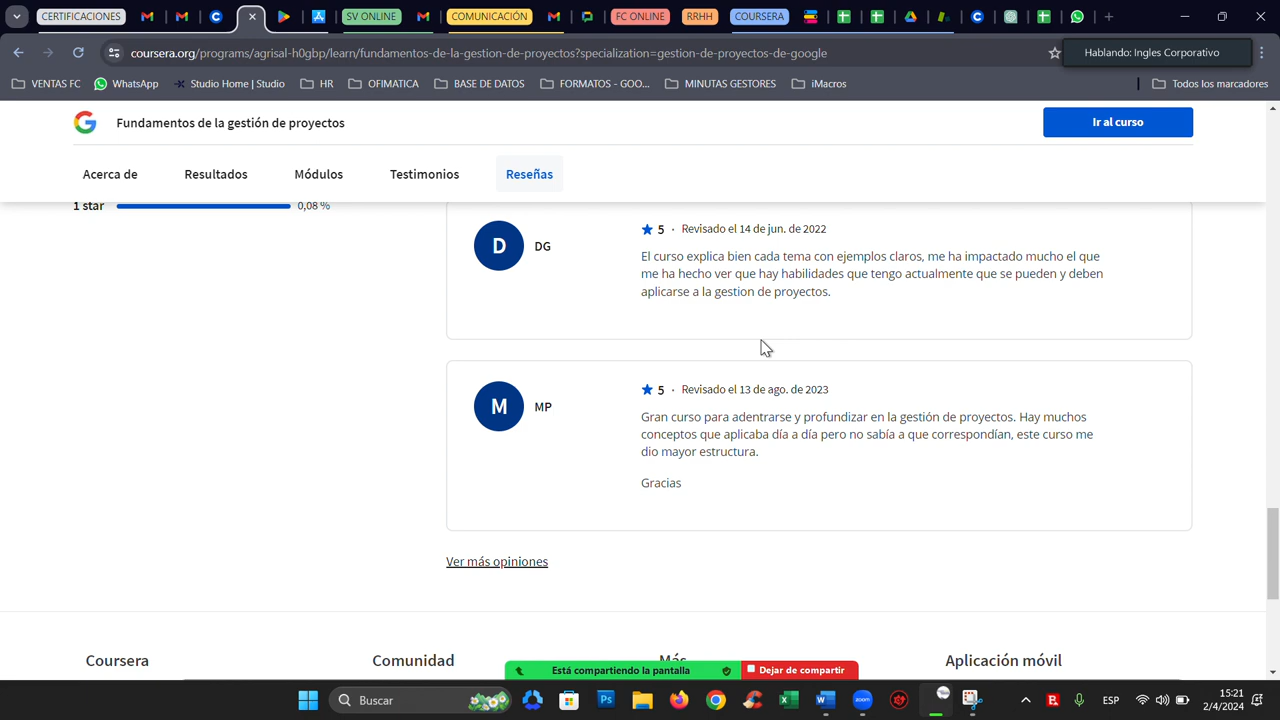 CERTIFICACIONES
SV ONLINE
COMUNICACIÓN
FC ONLINE
RRHH
COURSERA
coursera.org/programs/agrisal-h0gbp/learn/fundamentos-de-la-gestion-de-proyectos?specialization=gestion-de-proyectos-de-google
Hablando: Ingles Corporativo
VENTAS FC
WhatsApp
Studio Home | Studio
HR
OFIMATICA
BASE DE DATOS
FORMATOS - GOO...
MINUTAS GESTORES
iMacros
Todos los marcadores
Fundamentos de la gestión de proyectos
Ir al curso
Acerca de
Resultados
Módulos
Testimonios
Reseñas
1 star
0,08 %
D
DG
5 · Revisado el 14 de jun. de 2022
El curso explica bien cada tema con ejemplos claros, me ha impactado mucho el que
me ha hecho ver que hay habilidades que tengo actualmente que se pueden y deben
aplicarse a la gestion de proyectos.
M
MP
5 · Revisado el 13 de ago. de 2023
Gran curso para adentrarse y profundizar en la gestión de proyectos. Hay muchos
conceptos que aplicaba día a día pero no sabía a que correspondían, este curso me
dio mayor estructura.
Gracias
Ver más opiniones
Coursera
Comunidad
Más
Aplicación móvil
Está compartiendo la pantalla
Dejar de compartir
Buscar
ESP
15:21
2/4/2024